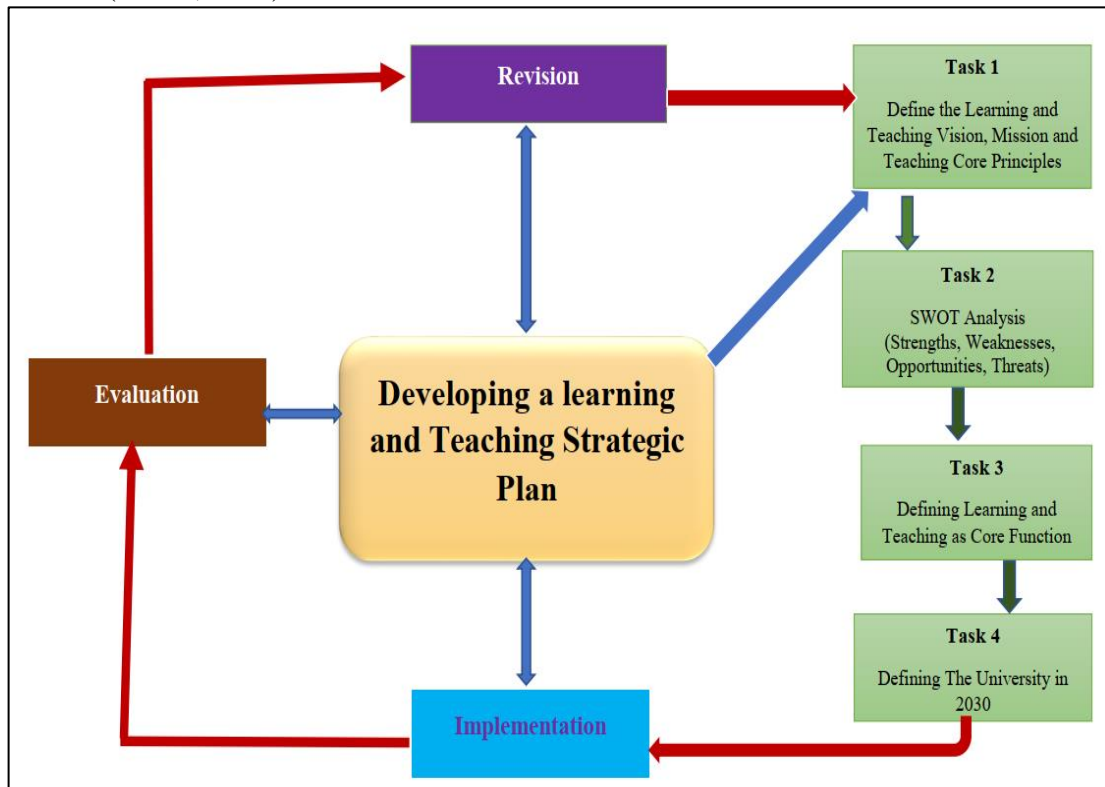 Revision
Task 1
Define the Learning and
Teaching Vision, Mission and
Teaching Core Principles
Task 2
SWOT Analysis
(Strengths, Weaknesses,
Opportunities, Threats)
Evaluation
Developing a learning
and Teaching Strategic
Plan
Task 3
Defining Learning and
Teaching as Core Function
Task 4
Defining The University in
2030
Implementation